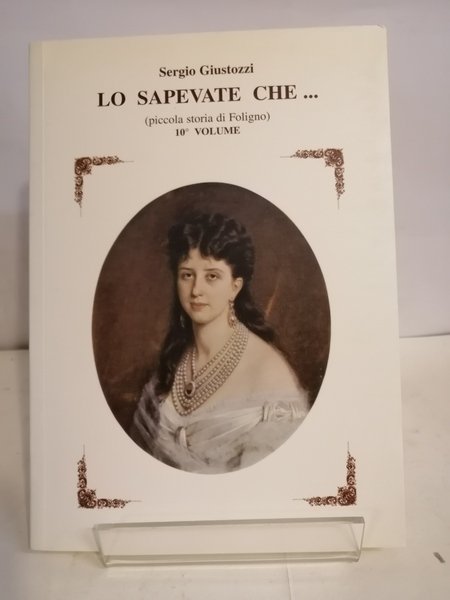 Sergio Giustozzi
LO SAPEVATE CHE ...
(piccola storia di Foligno)
10° VOLUME